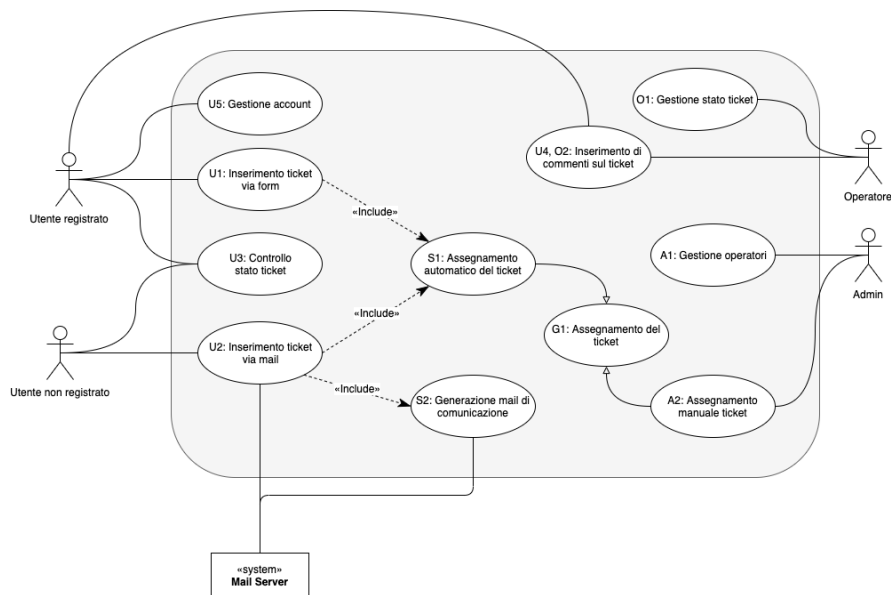 U5: Gestione account
O1: Gestione stato ticket
U4, O2: Inserimento di
commenti sul ticket
Operatore
U1: Inserimento ticket
via form
Utente registrato
«Include»
U3: Controllo
stato ticket
S1: Assegnamento
automatico del ticket
A1: Gestione operatori
Admin
«Include»
G1: Assegnamento del
ticket
U2: Inserimento ticket
via mail
Utente non registrato
«Include»
S2: Generazione mail di
comunicazione
A2: Assegnamento
manuale ticket
«system»
Mail Server